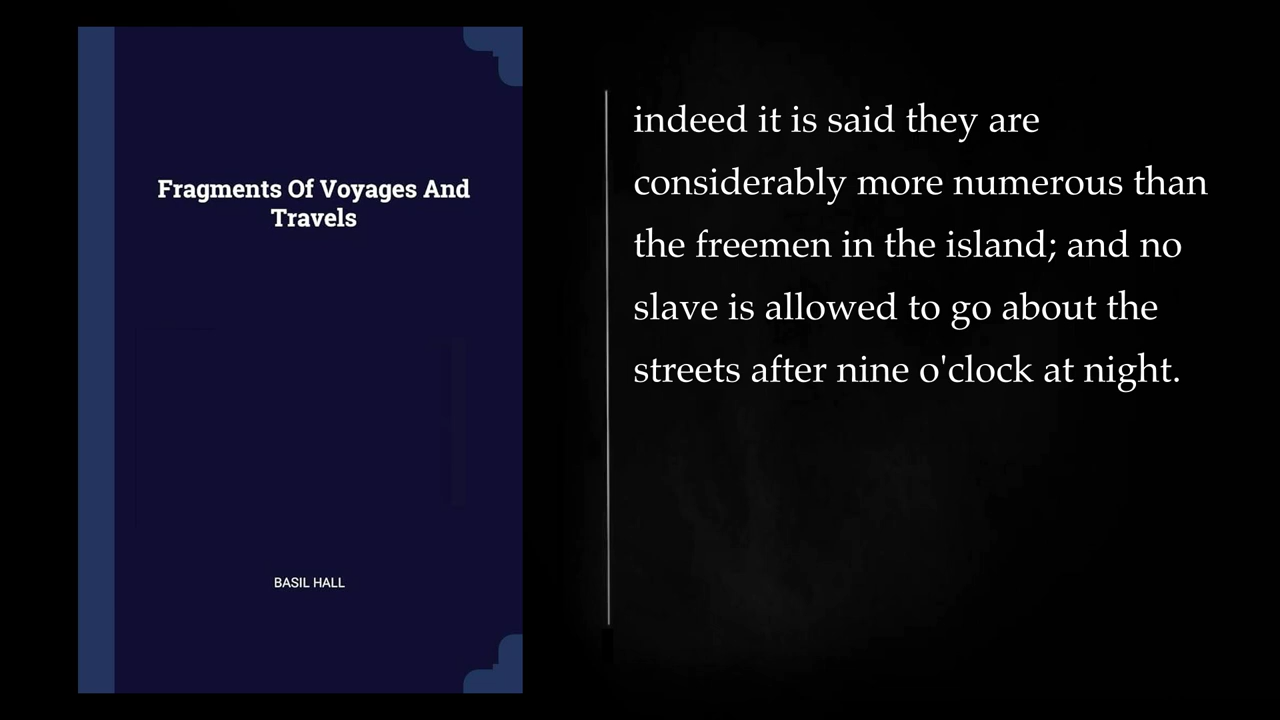 Fragments Of Voyages And
Travels
BASIL HALL
indeed it is said they are
considerably more numerous than
the freemen in the island; and no
slave is allowed to go about the
streets after nine o'clock at night.